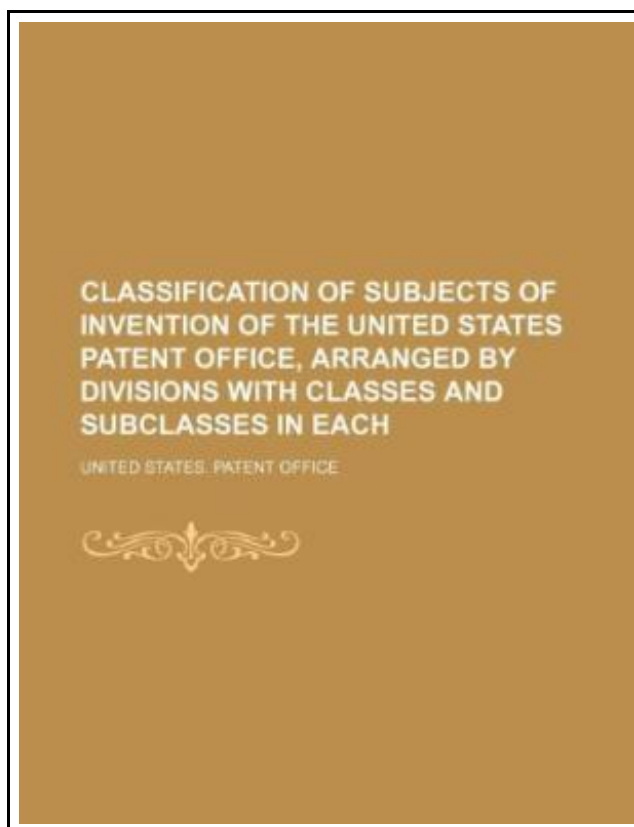 CLASSIFICATION OF SUBJECTS OF
INVENTION OF THE UNITED STATES
PATENT OFFICE, ARRANGED BY
DIVISIONS WITH CLASSES AND
SUBCLASSES IN EACH
UNITED STATES. PATENT OFFICE